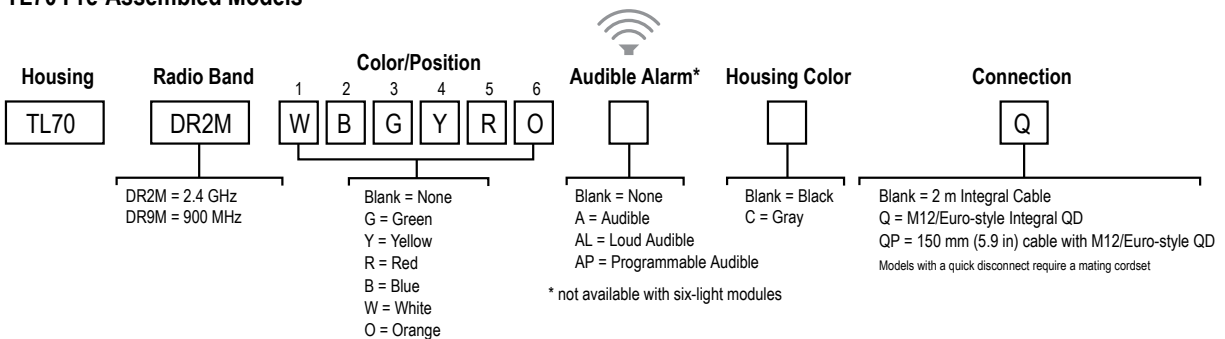 TL70 Pre-Assembled Models
Housing Radio Band Color/Position Audible Alarm* Housing Color Connection
1 2 3 4 5 6
TL70 DR2M W B G Y R O Q
DR2M = 2.4 GHz
DR9M = 900 MHz
Blank = None
G = Green
Y = Yellow
R = Red
B = Blue
W = White
O = Orange
Blank = None
A = Audible
AL = Loud Audible
AP = Programmable Audible
* not available with six-light modules
Blank = Black
C = Gray
Blank = 2 m Integral Cable
Q = M12/Euro-style Integral QD
QP = 150 mm (5.9 in) cable with M12/Euro-style QD
Models with a quick disconnect require a mating cordset